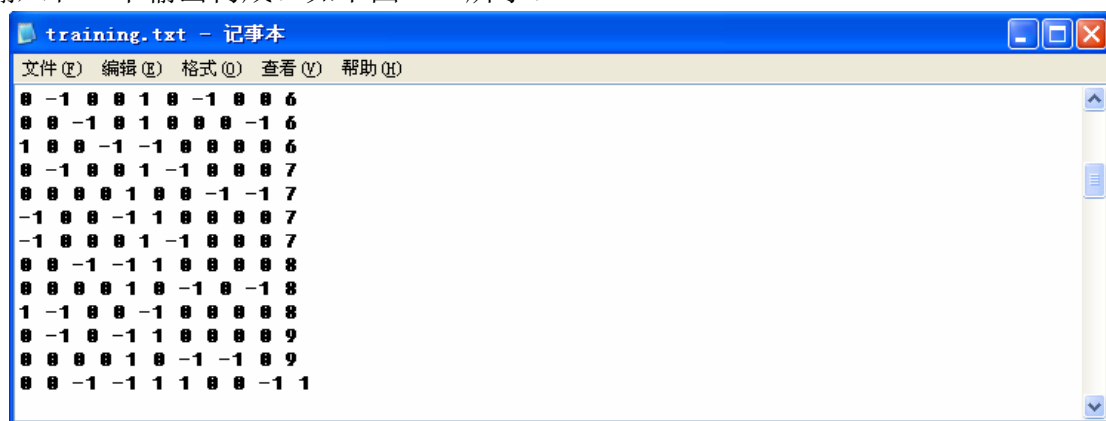 training.txt - 记事本
文件(F) 编辑(E) 格式(O) 查看(V) 帮助(H)
0 -1 0 0 1 0 -1 0 0 6
0 0 -1 0 1 0 0 0 -1 6
1 0 0 -1 -1 0 0 0 0 6
0 -1 0 0 1 -1 0 0 0 7
0 0 0 0 1 0 0 -1 -1 7
-1 0 0 -1 1 0 0 0 0 7
-1 0 0 0 1 -1 0 0 0 7
0 0 -1 -1 1 0 0 0 0 8
0 0 0 0 1 0 -1 0 -1 8
1 -1 0 0 -1 0 0 0 0 8
0 -1 0 -1 1 0 0 0 0 9
0 0 0 0 1 0 -1 -1 0 9
0 0 -1 -1 1 1 0 0 -1 1